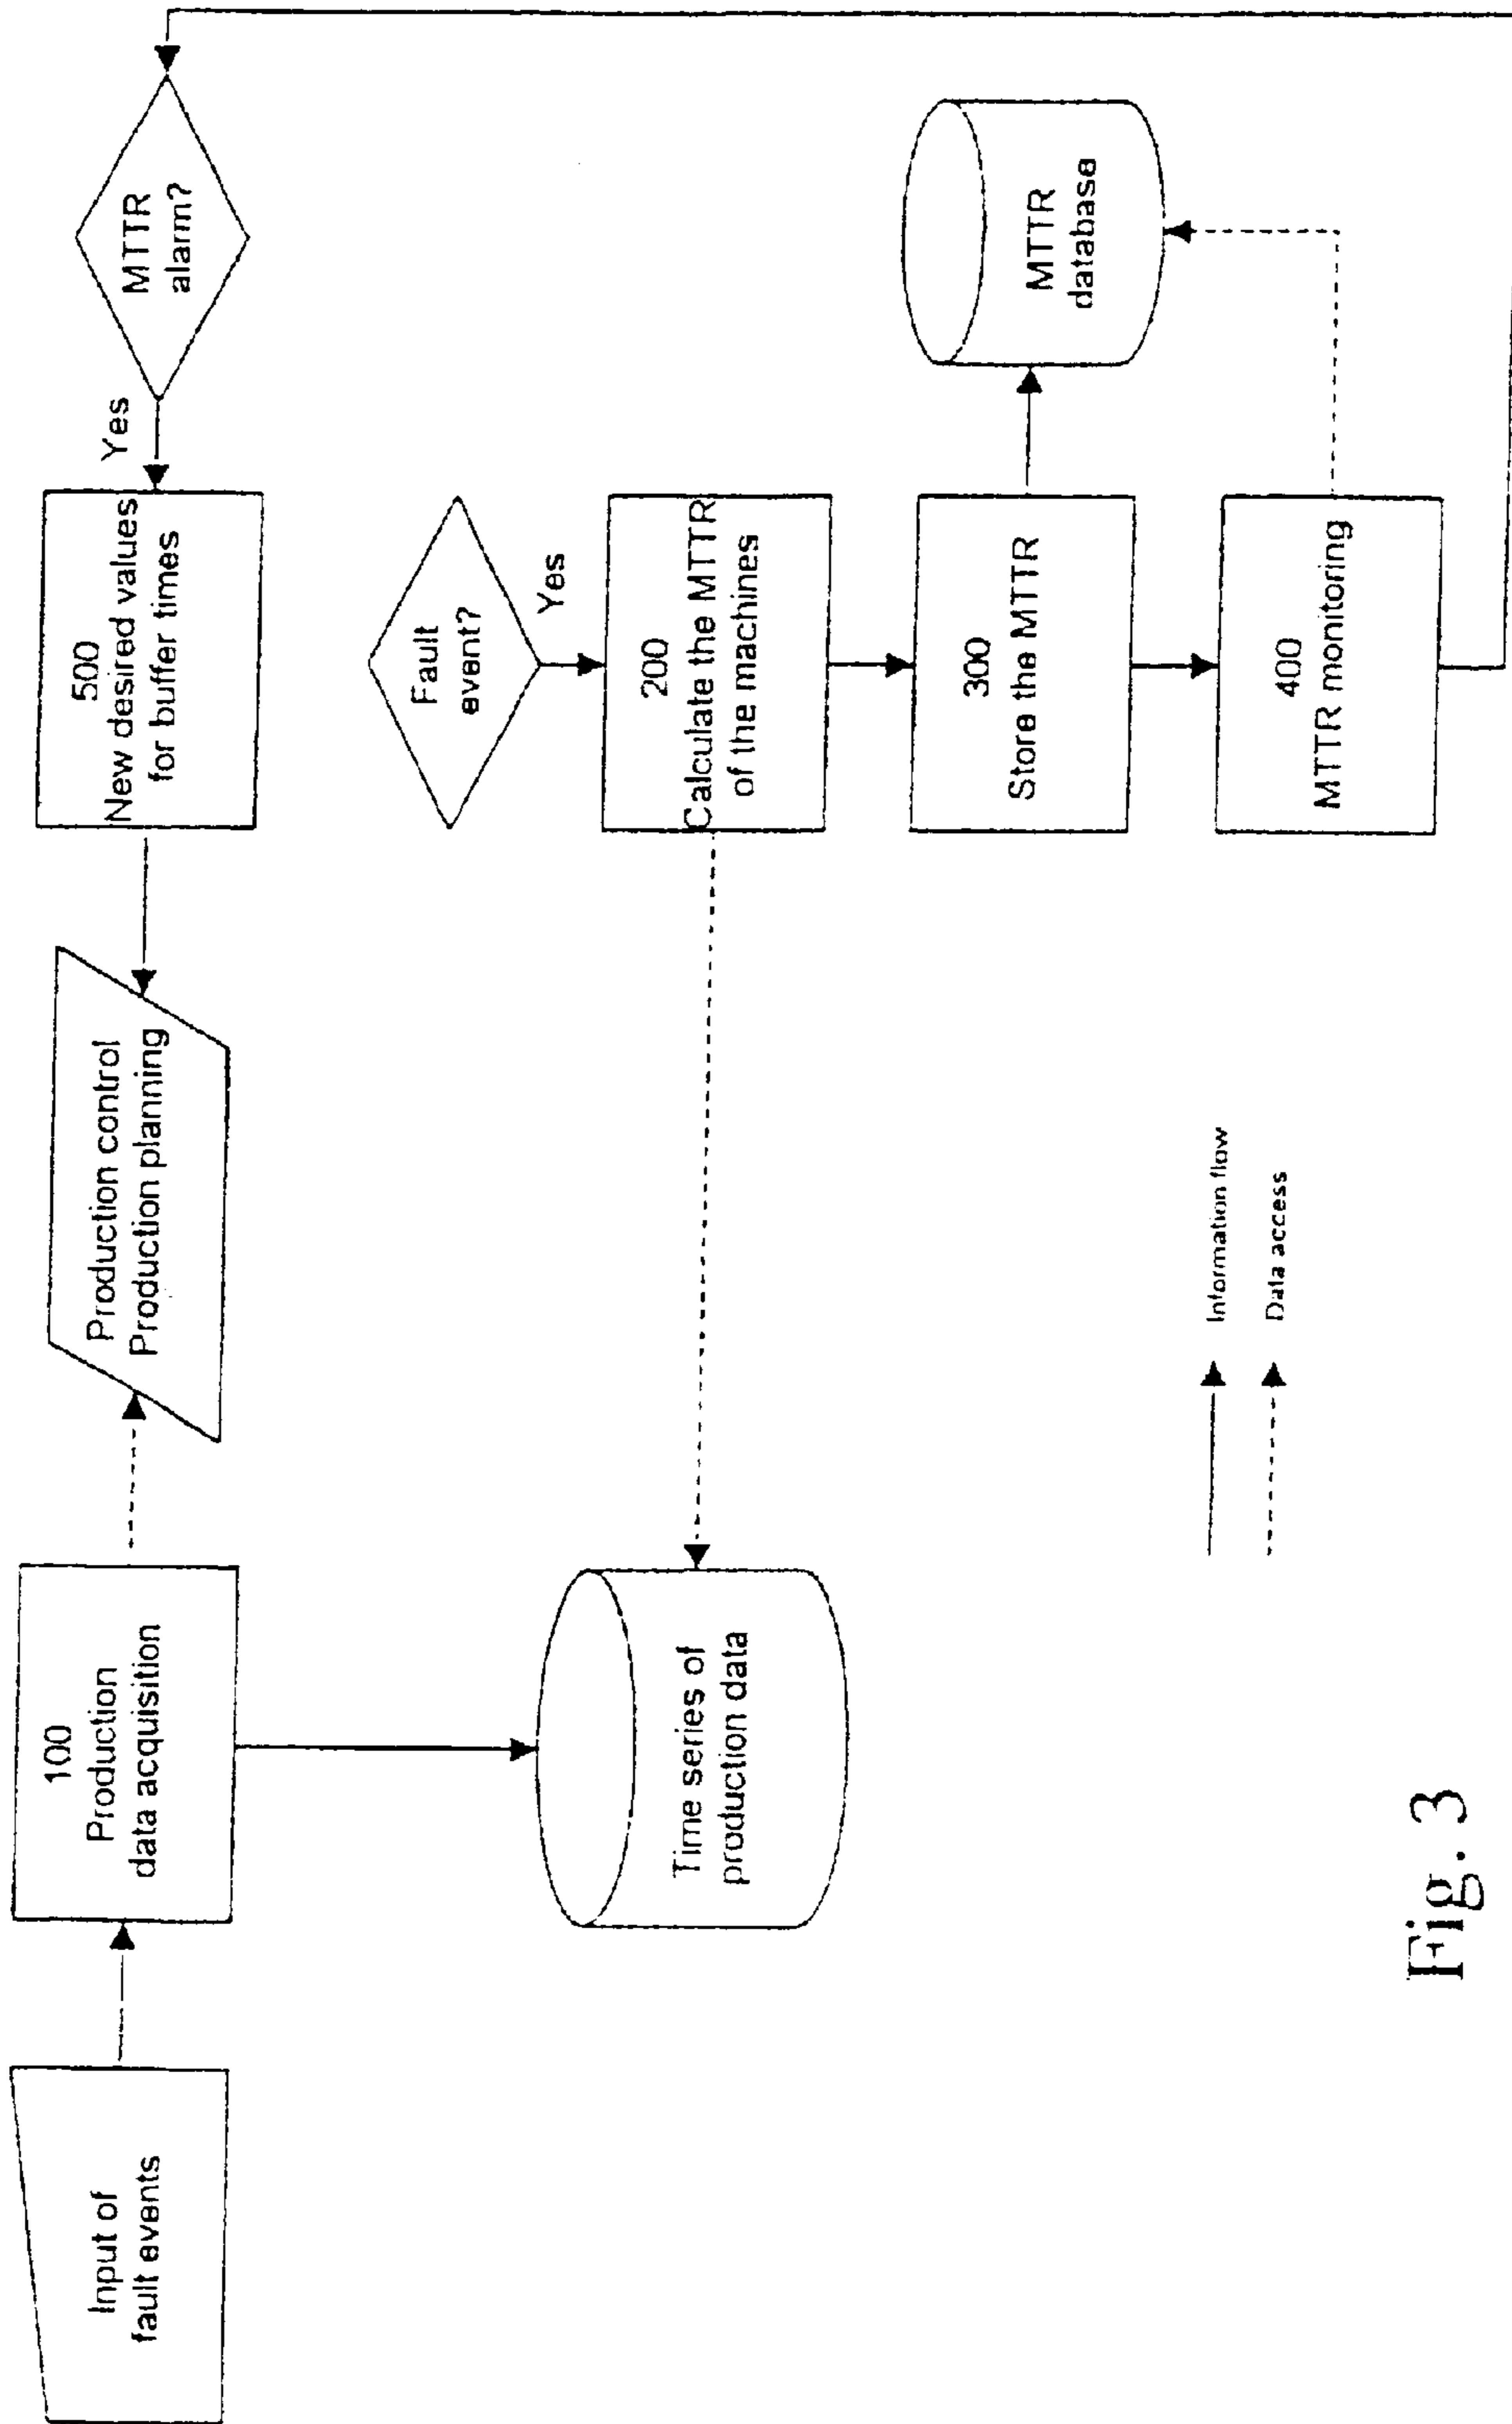 Input of
fault events
100
Production
data acquisition
Production control
Production planning
500
New desired values
for buffer times
Yes
MTTR
alarm?
Fault
event?
Yes
Time series of
production data
200
Calculate the MTTR
of the machines
300
Store the MTTR
MTTR
database
400
MTTR monitoring
Information flow
Data access
Fig. 3